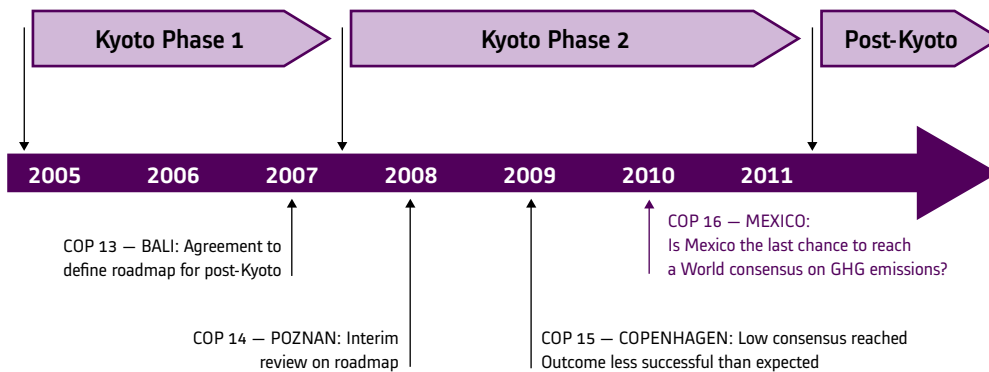 Kyoto Phase 1
Kyoto Phase 2
Post-Kyoto
2005 2006 2007 2008 2009 2010 2011
COP 13 — BALI: Agreement to
define roadmap for post-Kyoto
COP 16 — MEXICO:
Is Mexico the last chance to reach
a World consensus on GHG emissions?
COP 14 — POZNAN: Interim
review on roadmap
COP 15 — COPENHAGEN: Low consensus reached
Outcome less successful than expected